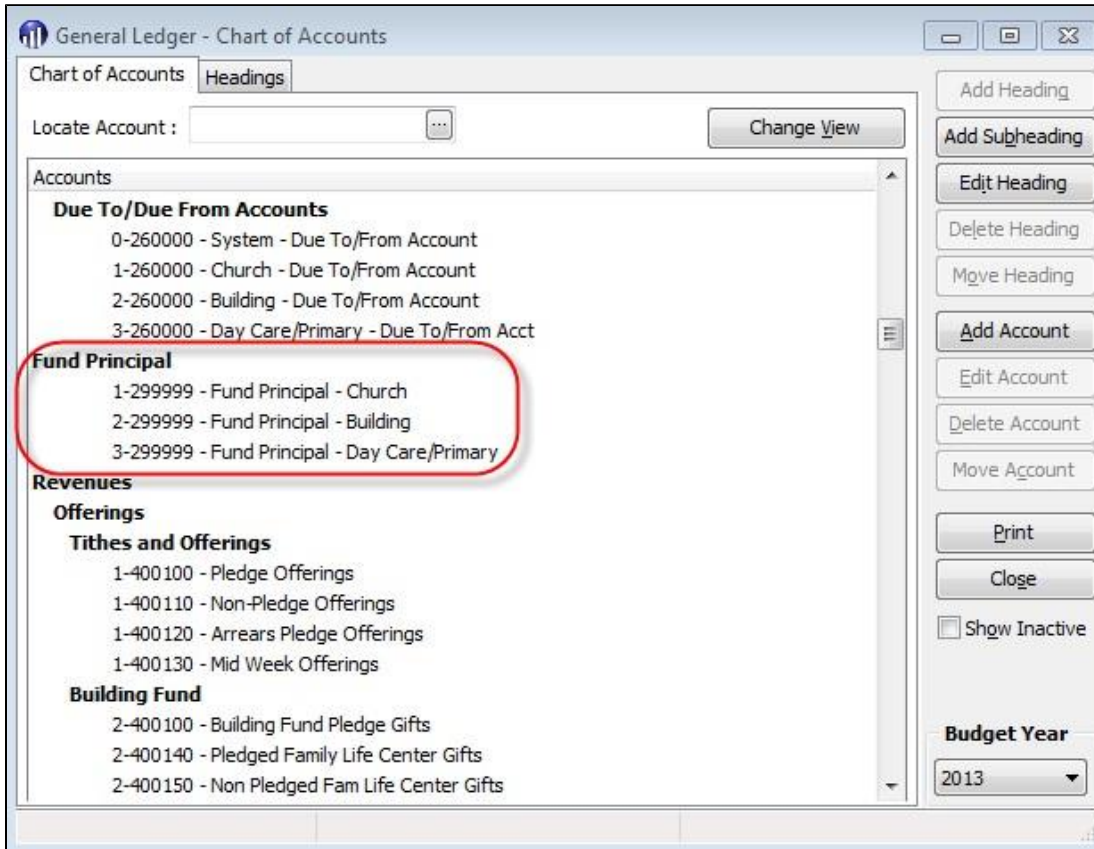 General Ledger - Chart of Accounts
Chart of Accounts Headings
Locate Account : ... Change View
Accounts
Due To/Due From Accounts
0-260000 - System - Due To/From Account
1-260000 - Church - Due To/From Account
2-260000 - Building - Due To/From Account
3-260000 - Day Care/Primary - Due To/From Acct
Fund Principal
1-299999 - Fund Principal - Church
2-299999 - Fund Principal - Building
3-299999 - Fund Principal - Day Care/Primary
Revenues
Offerings
Tithes and Offerings
1-400100 - Pledge Offerings
1-400110 - Non-Pledge Offerings
1-400120 - Arrears Pledge Offerings
1-400130 - Mid Week Offerings
Building Fund
2-400100 - Building Fund Pledge Gifts
2-400140 - Pledged Family Life Center Gifts
2-400150 - Non Pledged Fam Life Center Gifts
Add Heading
Add Subheading
Edit Heading
Delete Heading
Move Heading
Add Account
Edit Account
Delete Account
Move Account
Print
Close
Show Inactive
Budget Year
2013